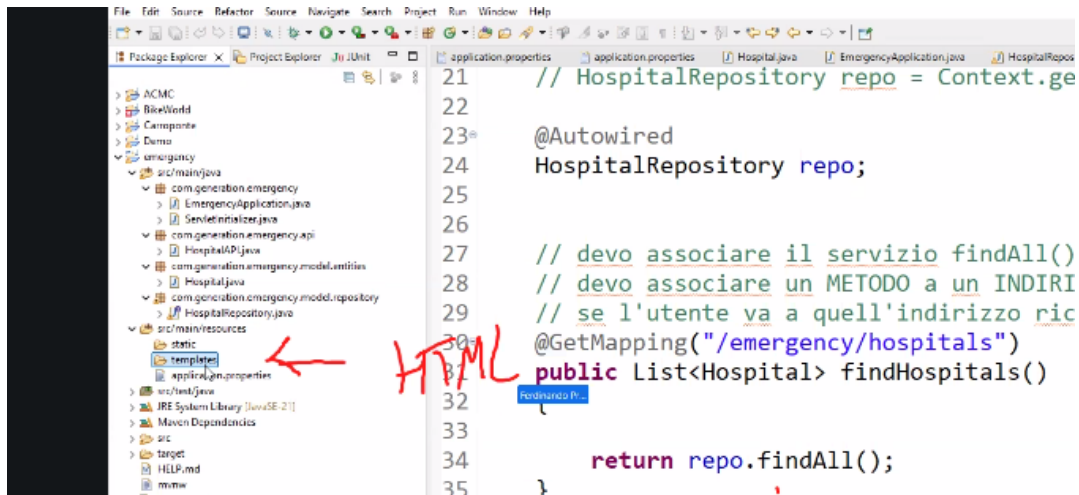 File Edit Source Refactor Source Navigate Search Project Run Window Help
Package Explorer Project Explorer JUnit
application.properties application.properties Hospital.java EmergencyApplication.java HospitalRepos
ACMC
BikeWorld
Carroponte
Demo
emergency
src/main/java
com.generation.emergency
EmergencyApplication.java
ServletInitializer.java
com.generation.emergency.api
HospitalAPI.java
com.generation.emergency.model.entities
Hospital.java
com.generation.emergency.model.repository
HospitalRepository.java
src/main/resources
static
templates
application.properties
src/test/java
JRE System Library [JavaSE-21]
Maven Dependencies
src
target
HELP.md
mvnw
HTML
21 // HospitalRepository repo = Context.ge
22
23 @Autowired
24 HospitalRepository repo;
25
26
27 // devo associare il servizio findAll()
28 // devo associare un METODO a un INDIRI
29 // se l'utente va a quell'indirizzo ric
30 @GetMapping("/emergency/hospitals")
31 public List<Hospital> findHospitals()
Ferdinando Pr...
32 {
33
34 return repo.findAll();
35 }